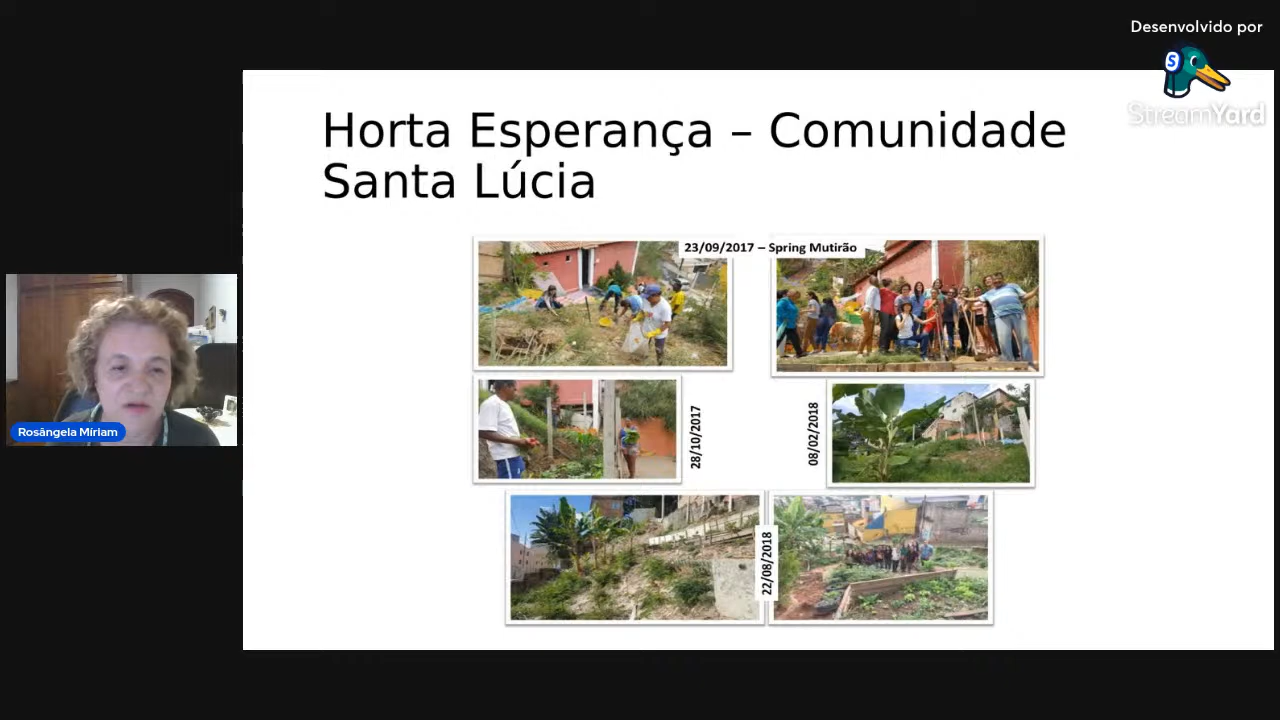 Desenvolvido por
S
StreamYard
Horta Esperança – Comunidade
Santa Lúcia
23/09/2017 – Spring Mutirão
28/10/2017
08/02/2018
22/08/2018
Rosângela Míriam